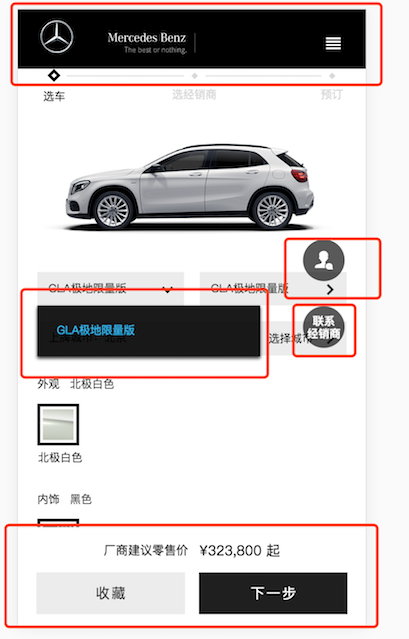 Mercedes Benz
The best or nothing.
选车
选经销商
预订
GLA极地限量版
GLA极地限量版
GLA极地限量版
联系
经销商
上牌城市
北京
选择城市
外观 北极白色
北极白色
内饰 黑色
厂商建议零售价 ¥323,800 起
收藏
下一步